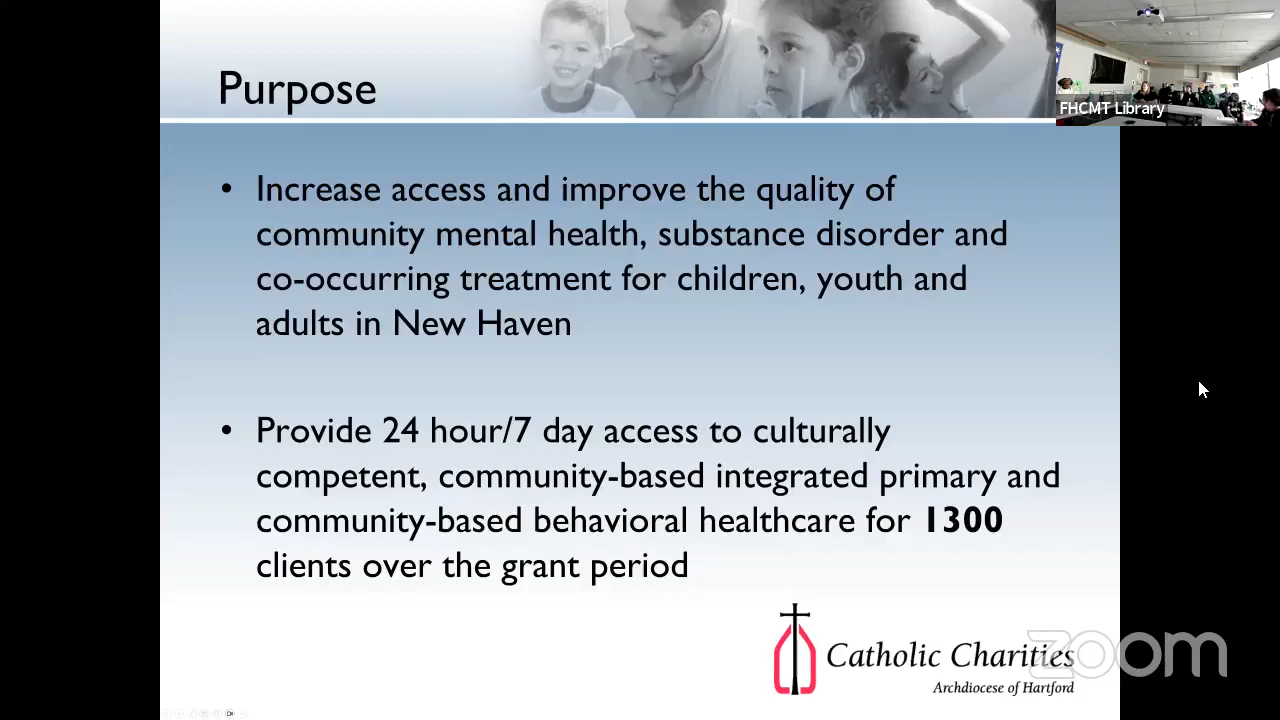 Purpose
FHCMT Library
• Increase access and improve the quality of
community mental health, substance disorder and
co-occurring treatment for children, youth and
adults in New Haven
• Provide 24 hour/7 day access to culturally
competent, community-based integrated primary and
community-based behavioral healthcare for 1300
clients over the grant period
Catholic Charities
Archdiocese of Hartford
zoom